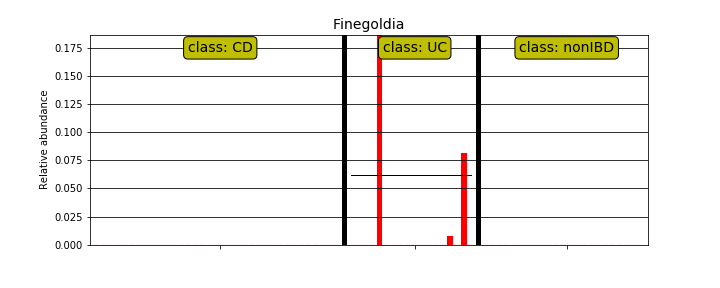 Finegoldia
class: CD
class: UC
class: nonIBD
Relative abundance
0.175
0.150
0.125
0.100
0.075
0.050
0.025
0.000